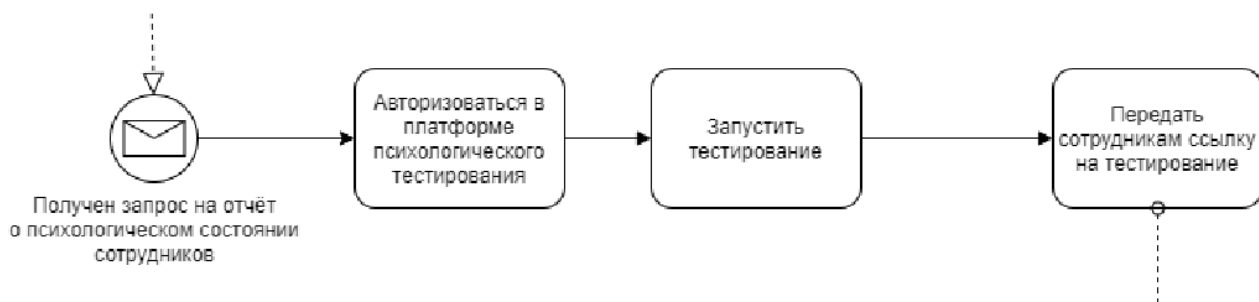 Получен запрос на отчёт
о психологическом состоянии
сотрудников
Авторизоваться в
платформе
психологического
тестирования
Запустить
тестирование
Передать
сотрудникам ссылку
на тестирование